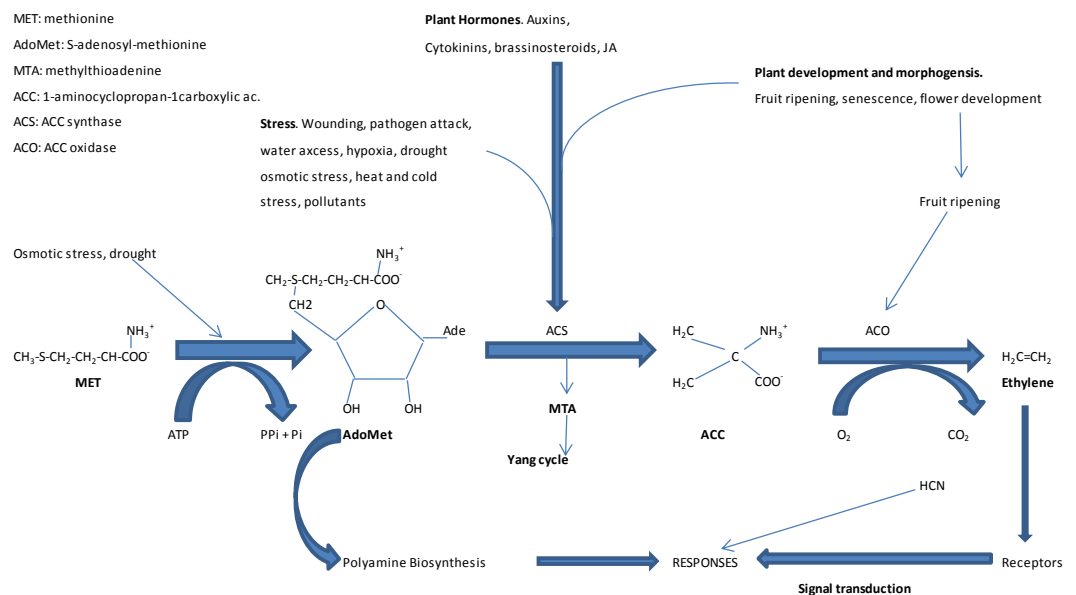 MET: methionine
AdoMet: S-adenosyl-methionine
MTA: methylthioadenine
ACC: 1-aminocyclopropan-1carboxylic ac.
ACS: ACC synthase
ACO: ACC oxidase
Plant Hormones. Auxins,
Cytokinins, brassinosteroids, JA
Plant development and morphogensis.
Fruit ripening, senescence, flower development
Stress. Wounding, pathogen attack,
water axcess, hypoxia, drought
osmotic stress, heat and cold
stress, pollutants
Fruit ripening
Osmotic stress, drought
NH₃⁺
CH₂-S-CH₂-CH₂-CH-COO⁻
CH2
O
Ade
OH
OH
AdoMet
NH₃⁺
CH₃-S-CH₂-CH₂-CH-COO⁻
MET
ATP
PPi + Pi
ACS
MTA
Yang cycle
H₂C
NH₃⁺
C
H₂C
COO⁻
ACC
ACO
O₂
CO₂
H₂C=CH₂
Ethylene
HCN
Polyamine Biosynthesis
RESPONSES
Receptors
Signal transduction